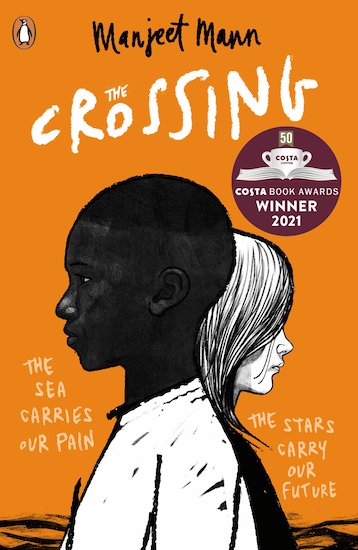 Manjeet Mann
THE
CROSSING
50
COSTA
COSTA BOOK AWARDS
WINNER
2021
THE
SEA
CARRIES
OUR PAIN
THE STARS
CARRY
OUR
FUTURE